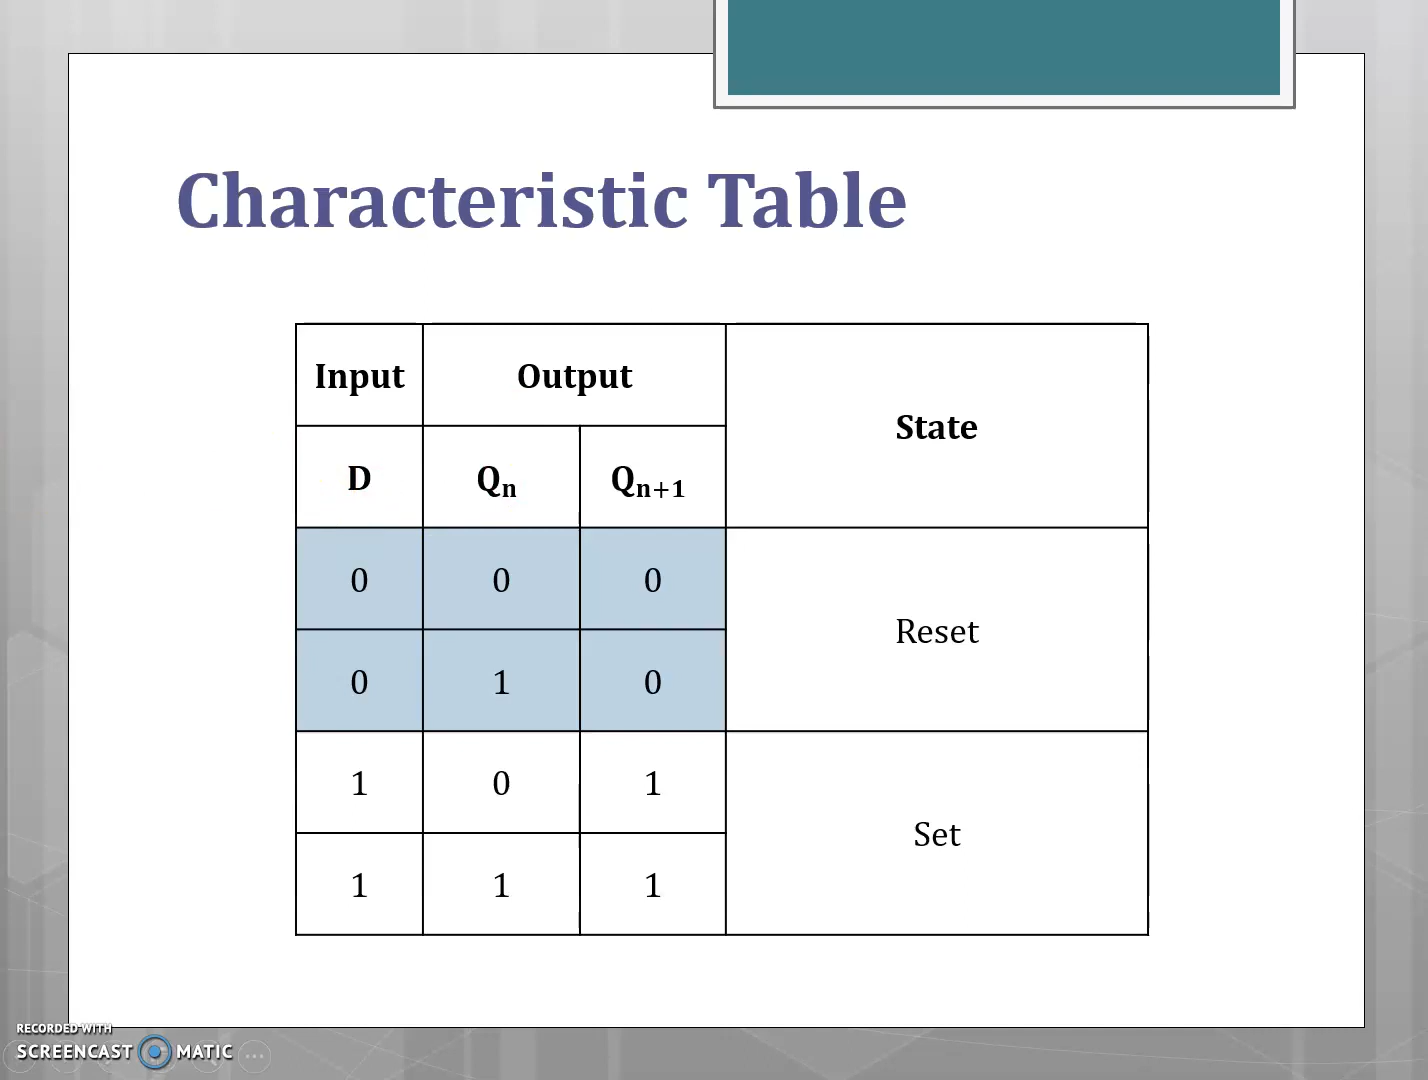 Characteristic Table
Input Output State
D Qn Qn+1
0 0 0 Reset
0 1 0
1 0 1 Set
1 1 1
RECORDED WITH
SCREENCAST MATIC